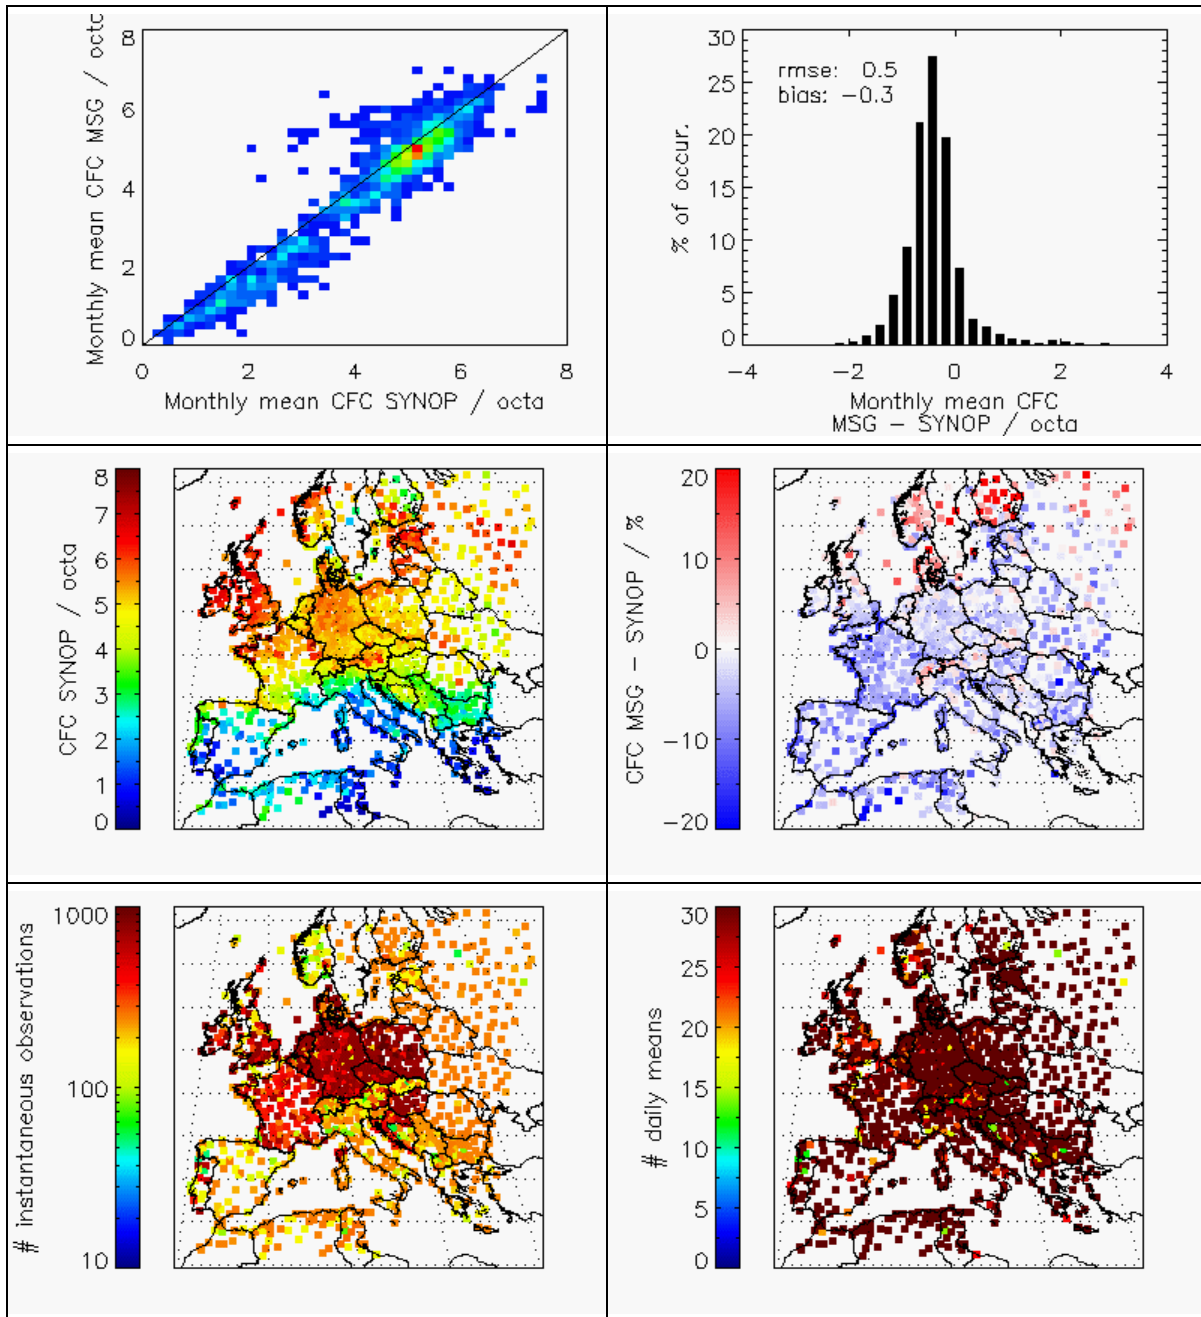 Monthly mean CFC MSG / octa
8
6
4
2
0
0 2 4 6 8
Monthly mean CFC SYNOP / octa
% of occur.
30
25
20
15
10
5
0
rmse: 0.5
bias: -0.3
-4 -2 0 2 4
Monthly mean CFC
MSG - SYNOP / octa
CFC SYNOP / octa
8
7
6
5
4
3
2
1
0
CFC MSG - SYNOP / %
20
10
0
-10
-20
# instantaneous observations
1000
100
10
# daily means
30
25
20
15
10
5
0